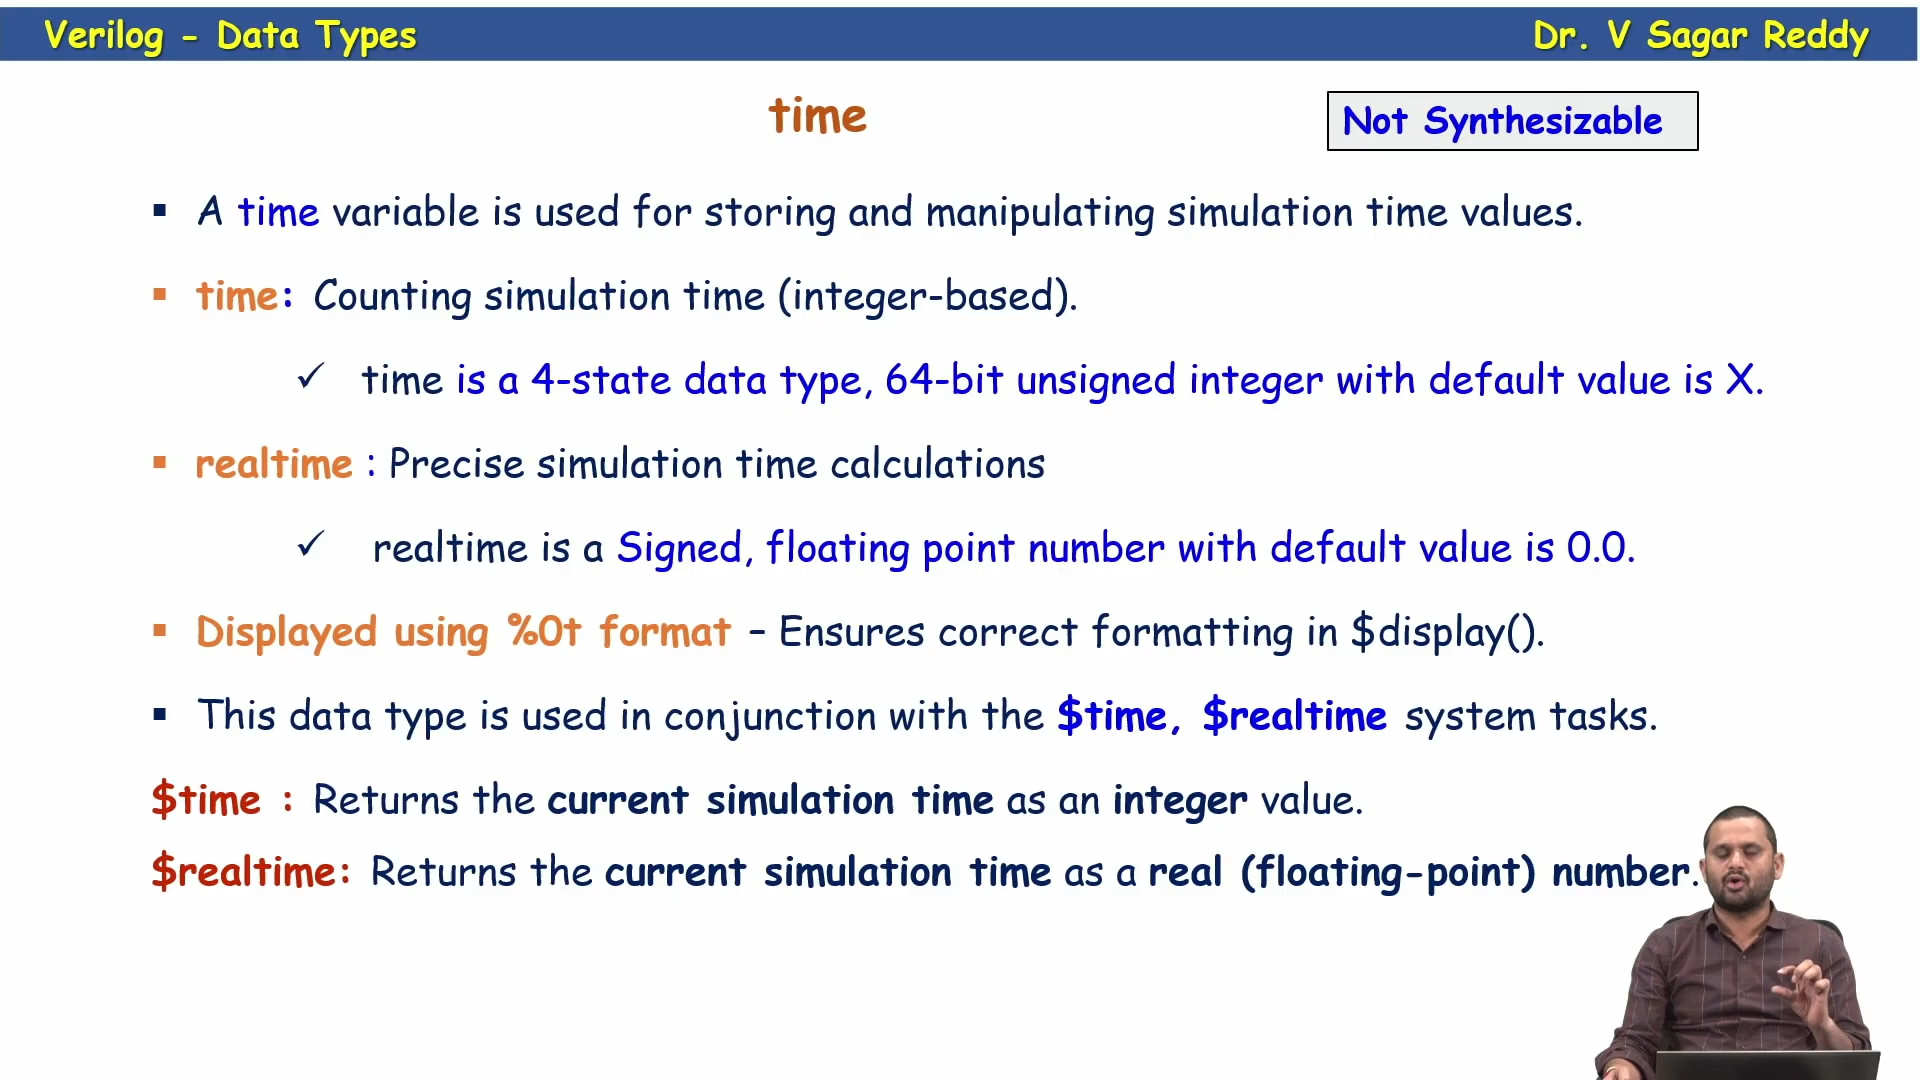 Verilog - Data Types
Dr. V Sagar Reddy
time
Not Synthesizable
▪ A time variable is used for storing and manipulating simulation time values.
▪ time: Counting simulation time (integer-based).
✓ time is a 4-state data type, 64-bit unsigned integer with default value is X.
▪ realtime : Precise simulation time calculations
✓ realtime is a Signed, floating point number with default value is 0.0.
▪ Displayed using %0t format – Ensures correct formatting in $display().
▪ This data type is used in conjunction with the $time, $realtime system tasks.
$time : Returns the current simulation time as an integer value.
$realtime: Returns the current simulation time as a real (floating-point) number.